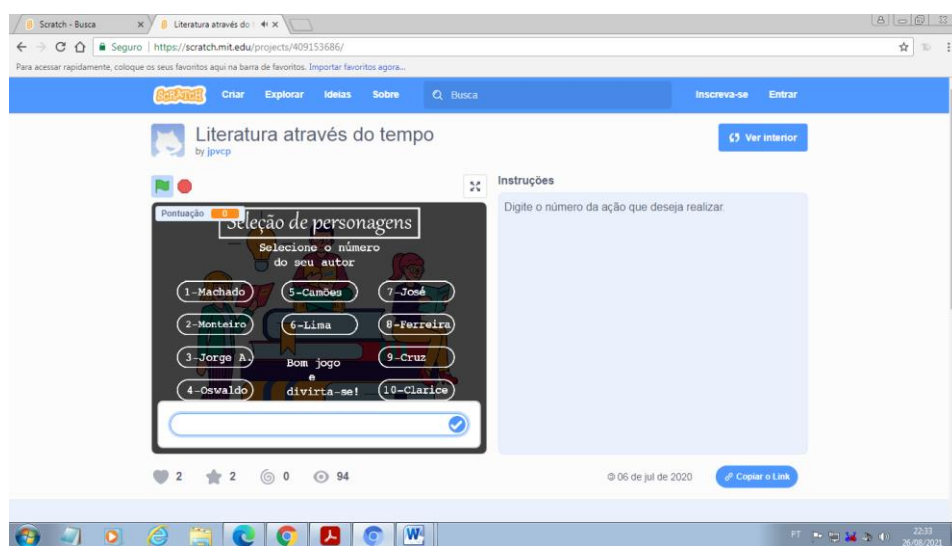 Scratch - Busca
Literatura através do
Seguro | https://scratch.mit.edu/projects/409153686/
Para acessar rapidamente, coloque os seus favoritos aqui na barra de favoritos. Importar favoritos agora...
SCRATCH Criar Explorar Ideias Sobre Busca Inscreva-se Entrar
Literatura através do tempo
by jpvcp
Ver interior
Instruções
Digite o número da ação que deseja realizar.
Pontuação 0
Seleção de personagens
Selecione o número
do seu autor
1-Machado 5-Camões 7-José
2-Monteiro 6-Lima 8-Ferreira
3-Jorge A. 9-Cruz
Bom jogo
e
4-Oswaldo divirta-se! 10-Clarice
2 2 0 94
© 06 de jul de 2020
Copiar o Link
PT
22:33
26/08/2021